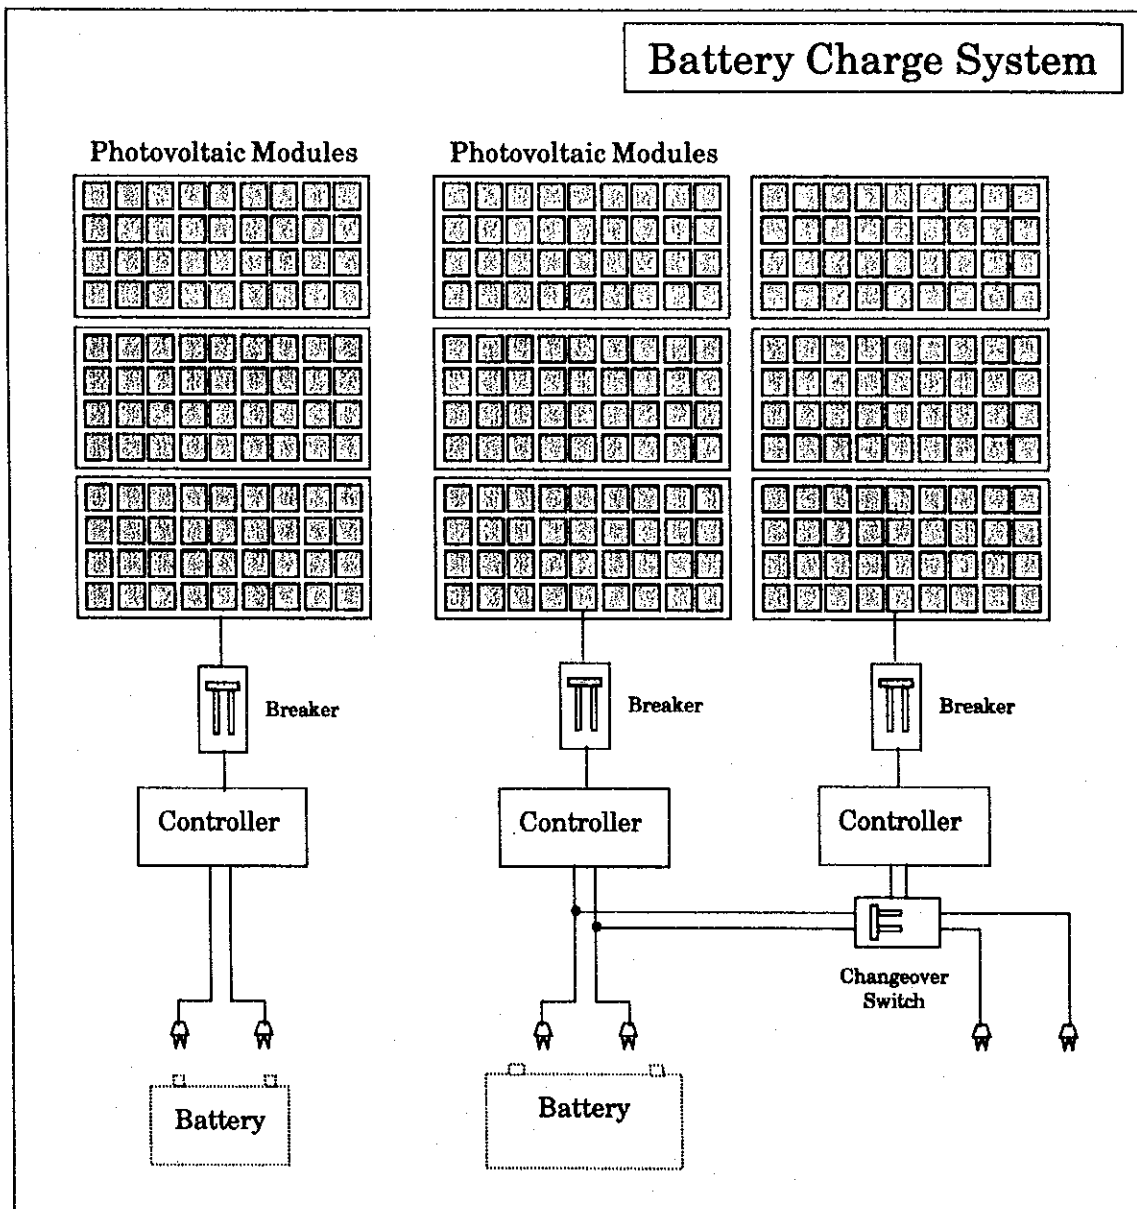 Battery Charge System
Photovoltaic Modules
Photovoltaic Modules
Breaker
Breaker
Breaker
Controller
Controller
Controller
Changeover
Switch
Battery
Battery